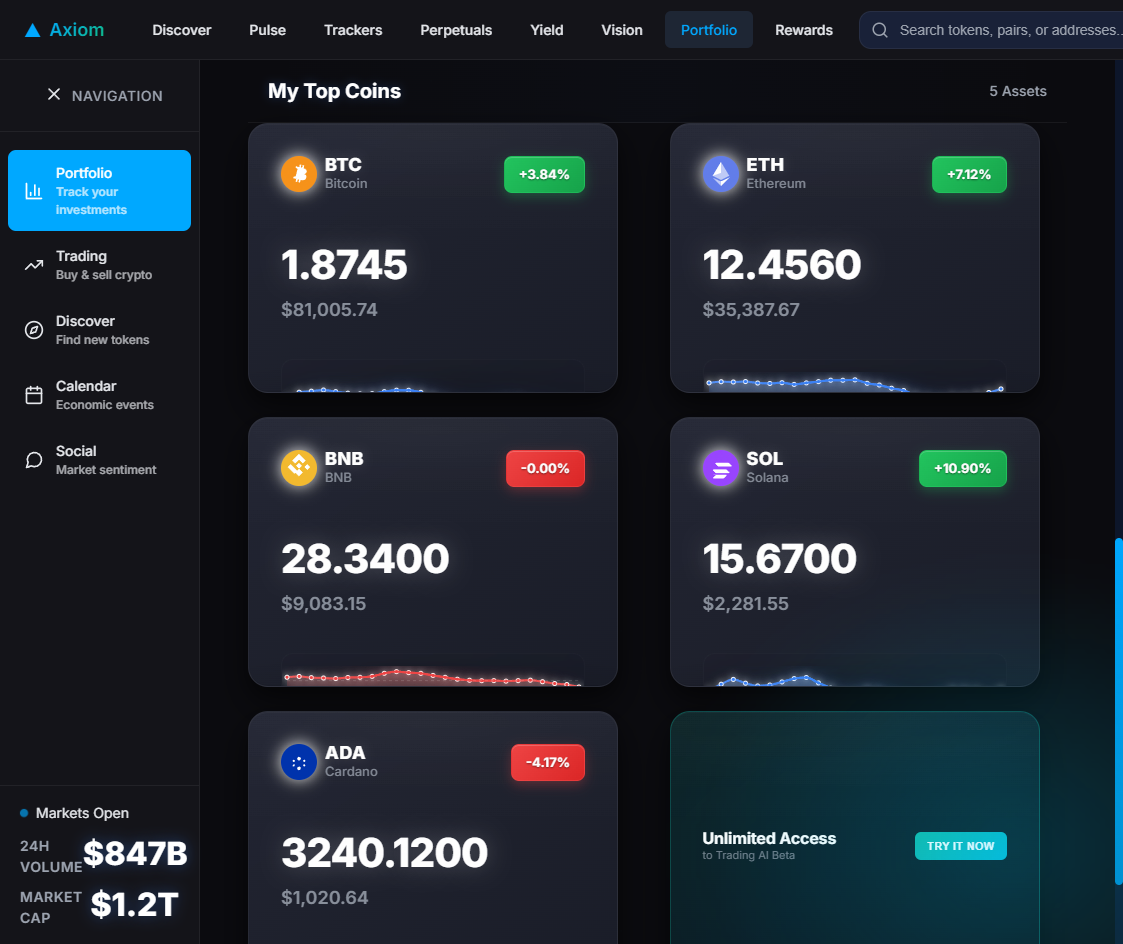 Axiom
Discover
Pulse
Trackers
Perpetuals
Yield
Vision
Portfolio
Rewards
Search tokens, pairs, or addresses...
NAVIGATION
Portfolio
Track your
investments
Trading
Buy & sell crypto
Discover
Find new tokens
Calendar
Economic events
Social
Market sentiment
Markets Open
24H
VOLUME
$847B
MARKET
CAP
$1.2T
My Top Coins
5 Assets
BTC
Bitcoin
+3.84%
1.8745
$81,005.74
ETH
Ethereum
+7.12%
12.4560
$35,387.67
BNB
BNB
-0.00%
28.3400
$9,083.15
SOL
Solana
+10.90%
15.6700
$2,281.55
ADA
Cardano
-4.17%
3240.1200
$1,020.64
Unlimited Access
to Trading AI Beta
TRY IT NOW